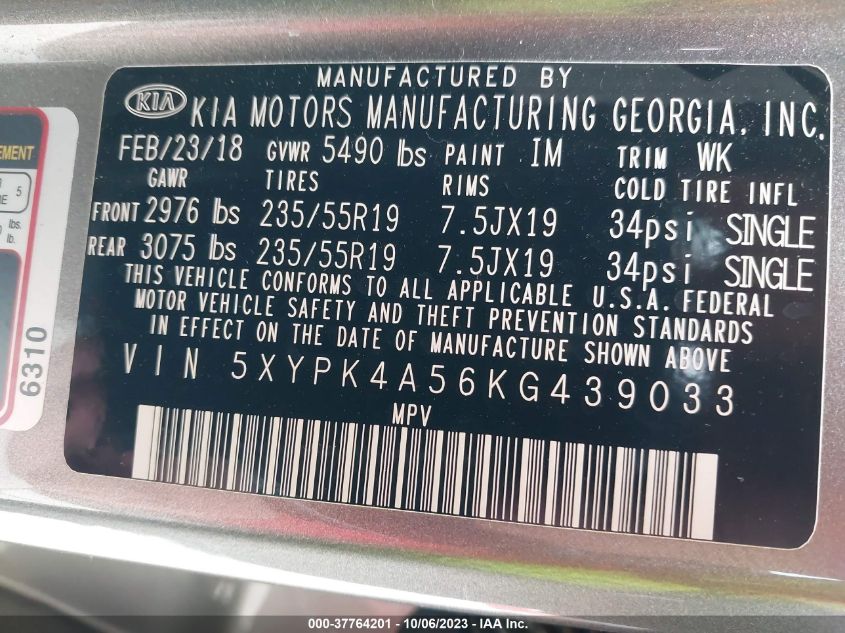 MANUFACTURED BY
KIA KIA MOTORS MANUFACTURING GEORGIA, INC.
FEB/23/18 GVWR 5490 lbs PAINT IM TRIM WK
GAWR TIRES RIMS COLD TIRE INFL
FRONT 2976 lbs 235/55R19 7.5JX19 34psi SINGLE
REAR 3075 lbs 235/55R19 7.5JX19 34psi SINGLE
THIS VEHICLE CONFORMS TO ALL APPLICABLE U.S.A. FEDERAL
MOTOR VEHICLE SAFETY AND THEFT PREVENTION STANDARDS
IN EFFECT ON THE DATE OF MANUFACTURE SHOWN ABOVE
VIN 5XYPK4A56KG439033
MPV
5
lbs.
lb.
6310
000-37764201 - 10/06/2023 - IAA Inc.